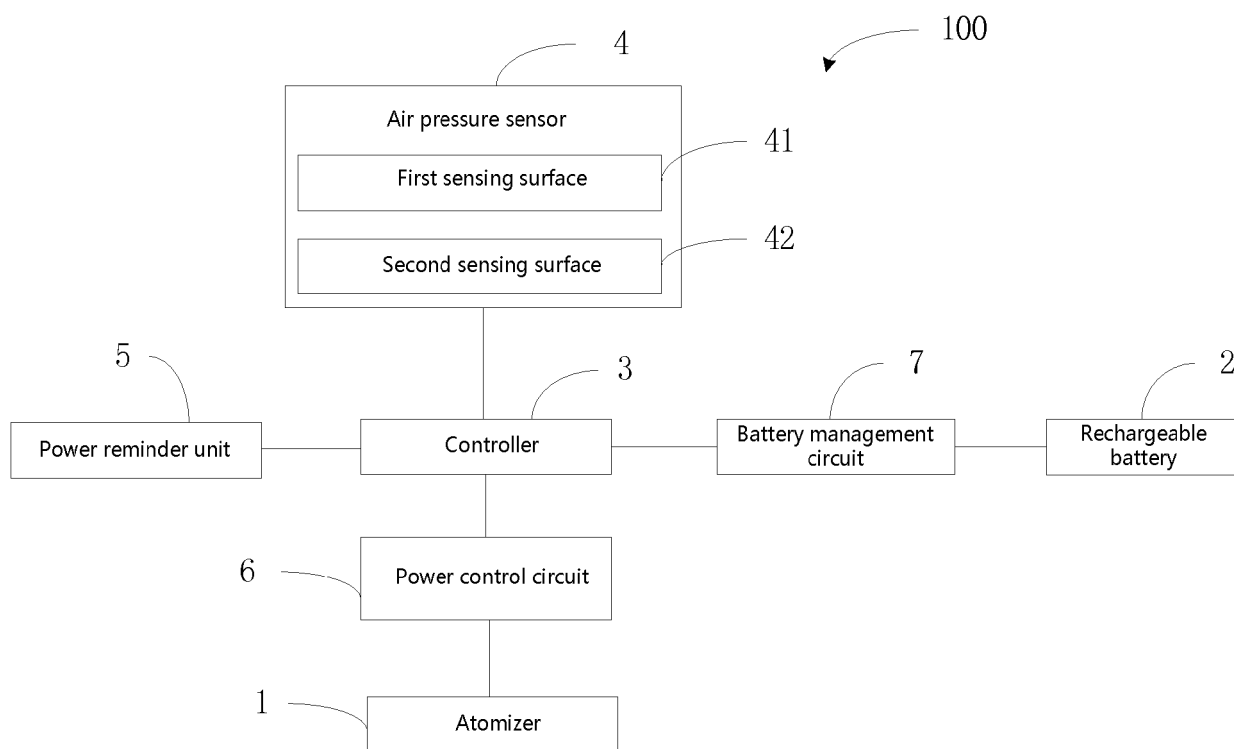 100
4
Air pressure sensor
41
First sensing surface
42
Second sensing surface
5
3
7
2
Power reminder unit
Controller
Battery management
circuit
Rechargeable
battery
6
Power control circuit
1
Atomizer